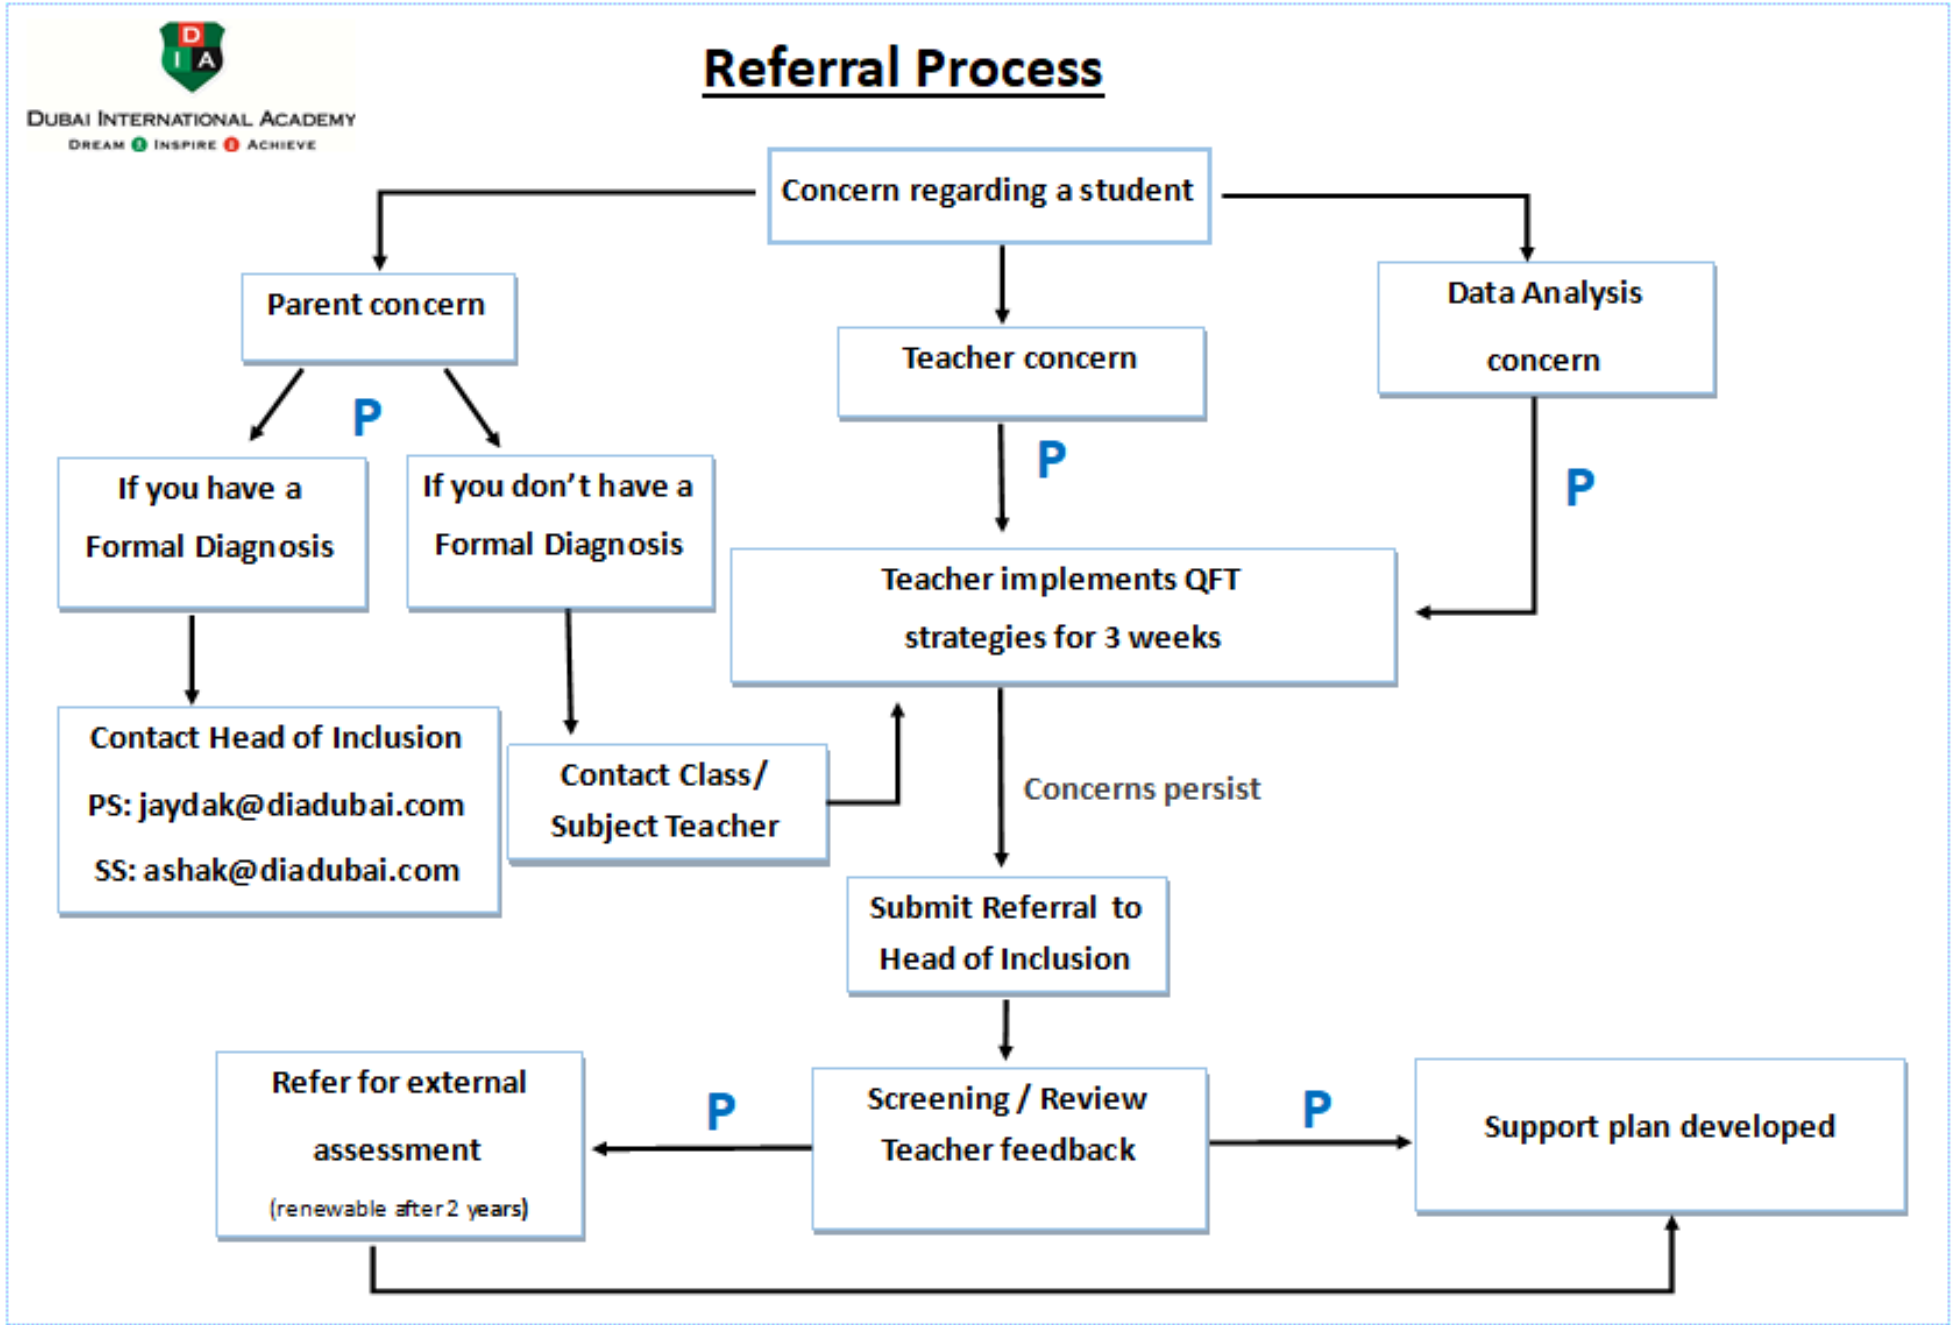 D
I A
DUBAI INTERNATIONAL ACADEMY
DREAM INSPIRE ACHIEVE
Referral Process
Concern regarding a student
Parent concern
Teacher concern
Data Analysis
concern
P
P
P
If you have a
Formal Diagnosis
If you don’t have a
Formal Diagnosis
Teacher implements QFT
strategies for 3 weeks
Contact Head of Inclusion
PS: jaydak@diadubai.com
SS: ashak@diadubai.com
Contact Class/
Subject Teacher
Concerns persist
Submit Referral to
Head of Inclusion
Refer for external
assessment
(renewable after 2 years)
P
Screening / Review
Teacher feedback
P
Support plan developed